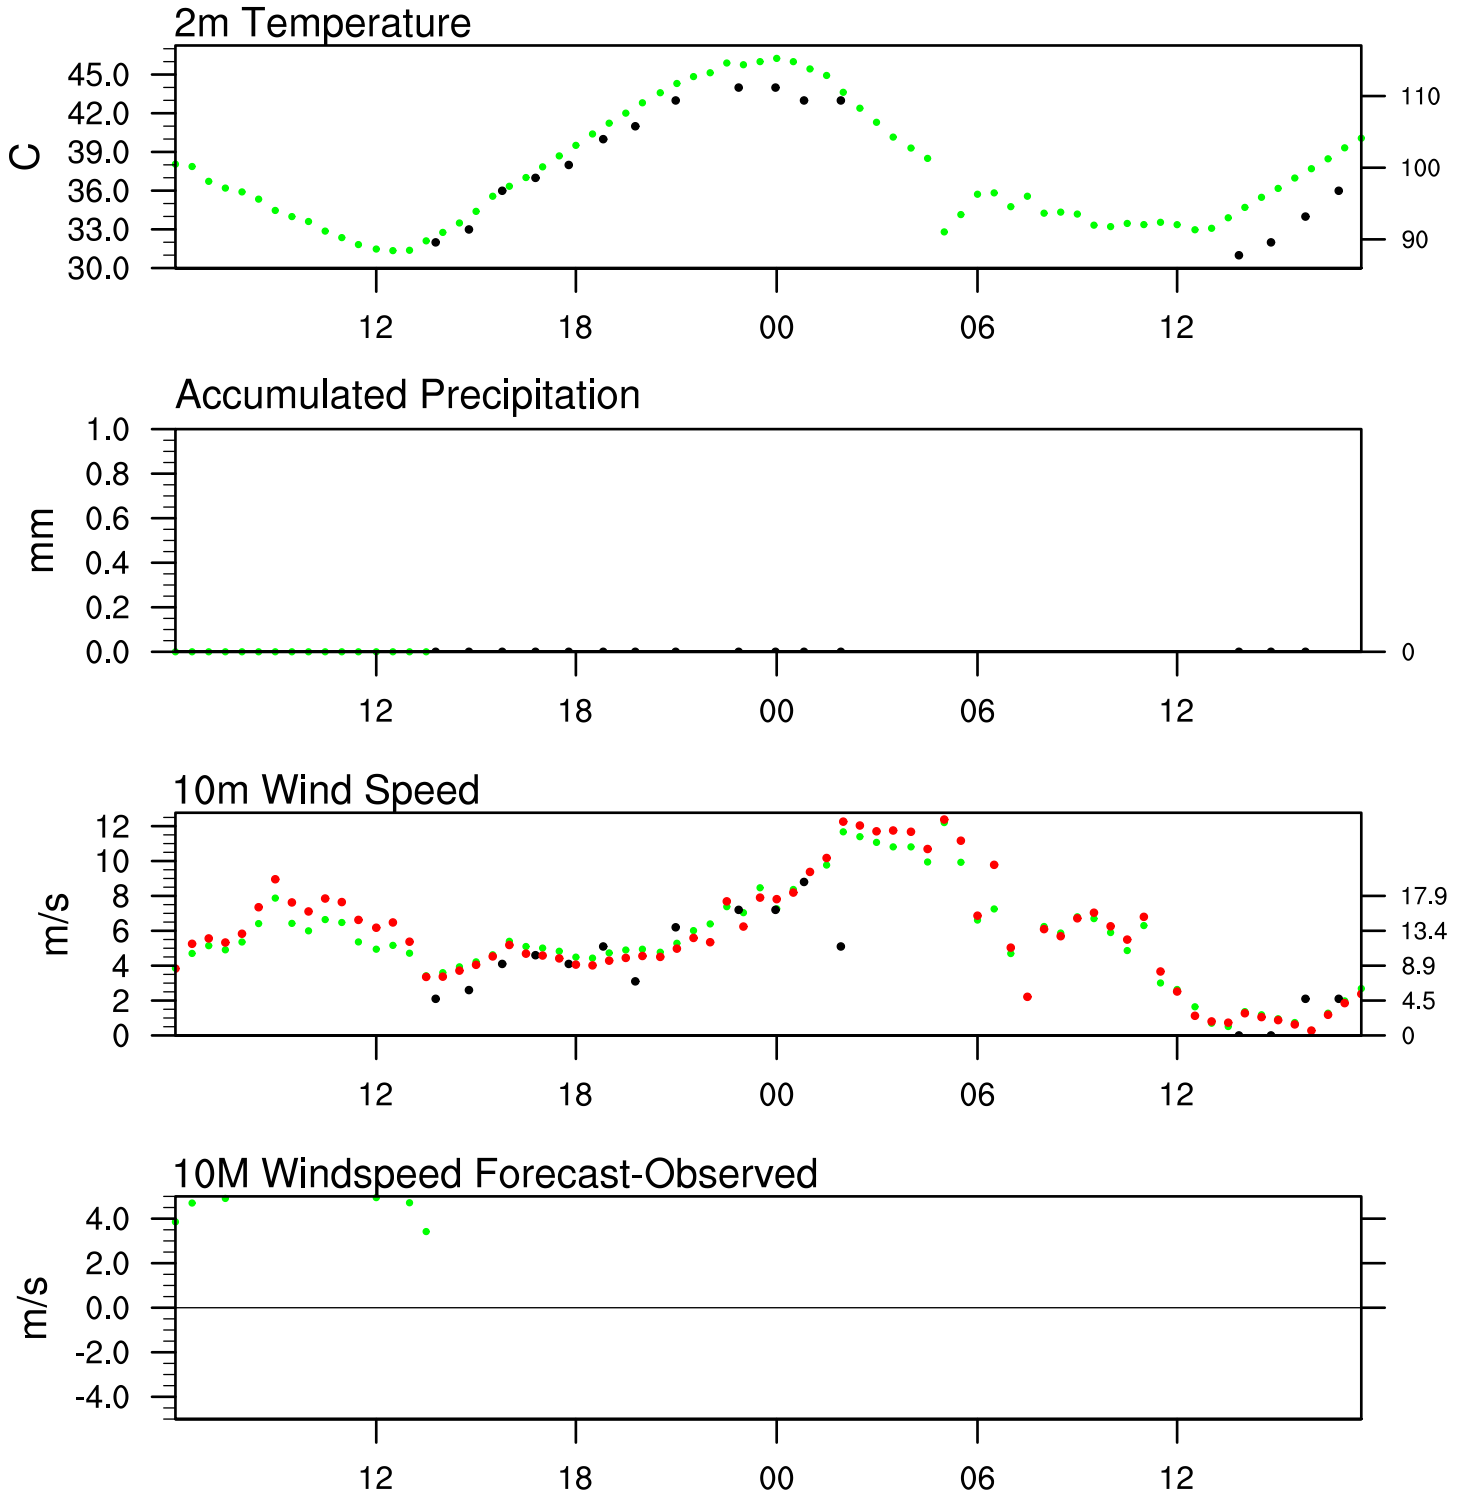 2m Temperature
45.0
42.0
39.0
36.0
33.0
30.0
C
110
100
90
12 18 00 06 12
Accumulated Precipitation
1.0
0.8
0.6
0.4
0.2
0.0
mm
0
12 18 00 06 12
10m Wind Speed
12
10
8
6
4
2
0
m/s
17.9
13.4
8.9
4.5
0
12 18 00 06 12
10M Windspeed Forecast-Observed
4.0
2.0
0.0
-2.0
-4.0
m/s
12 18 00 06 12